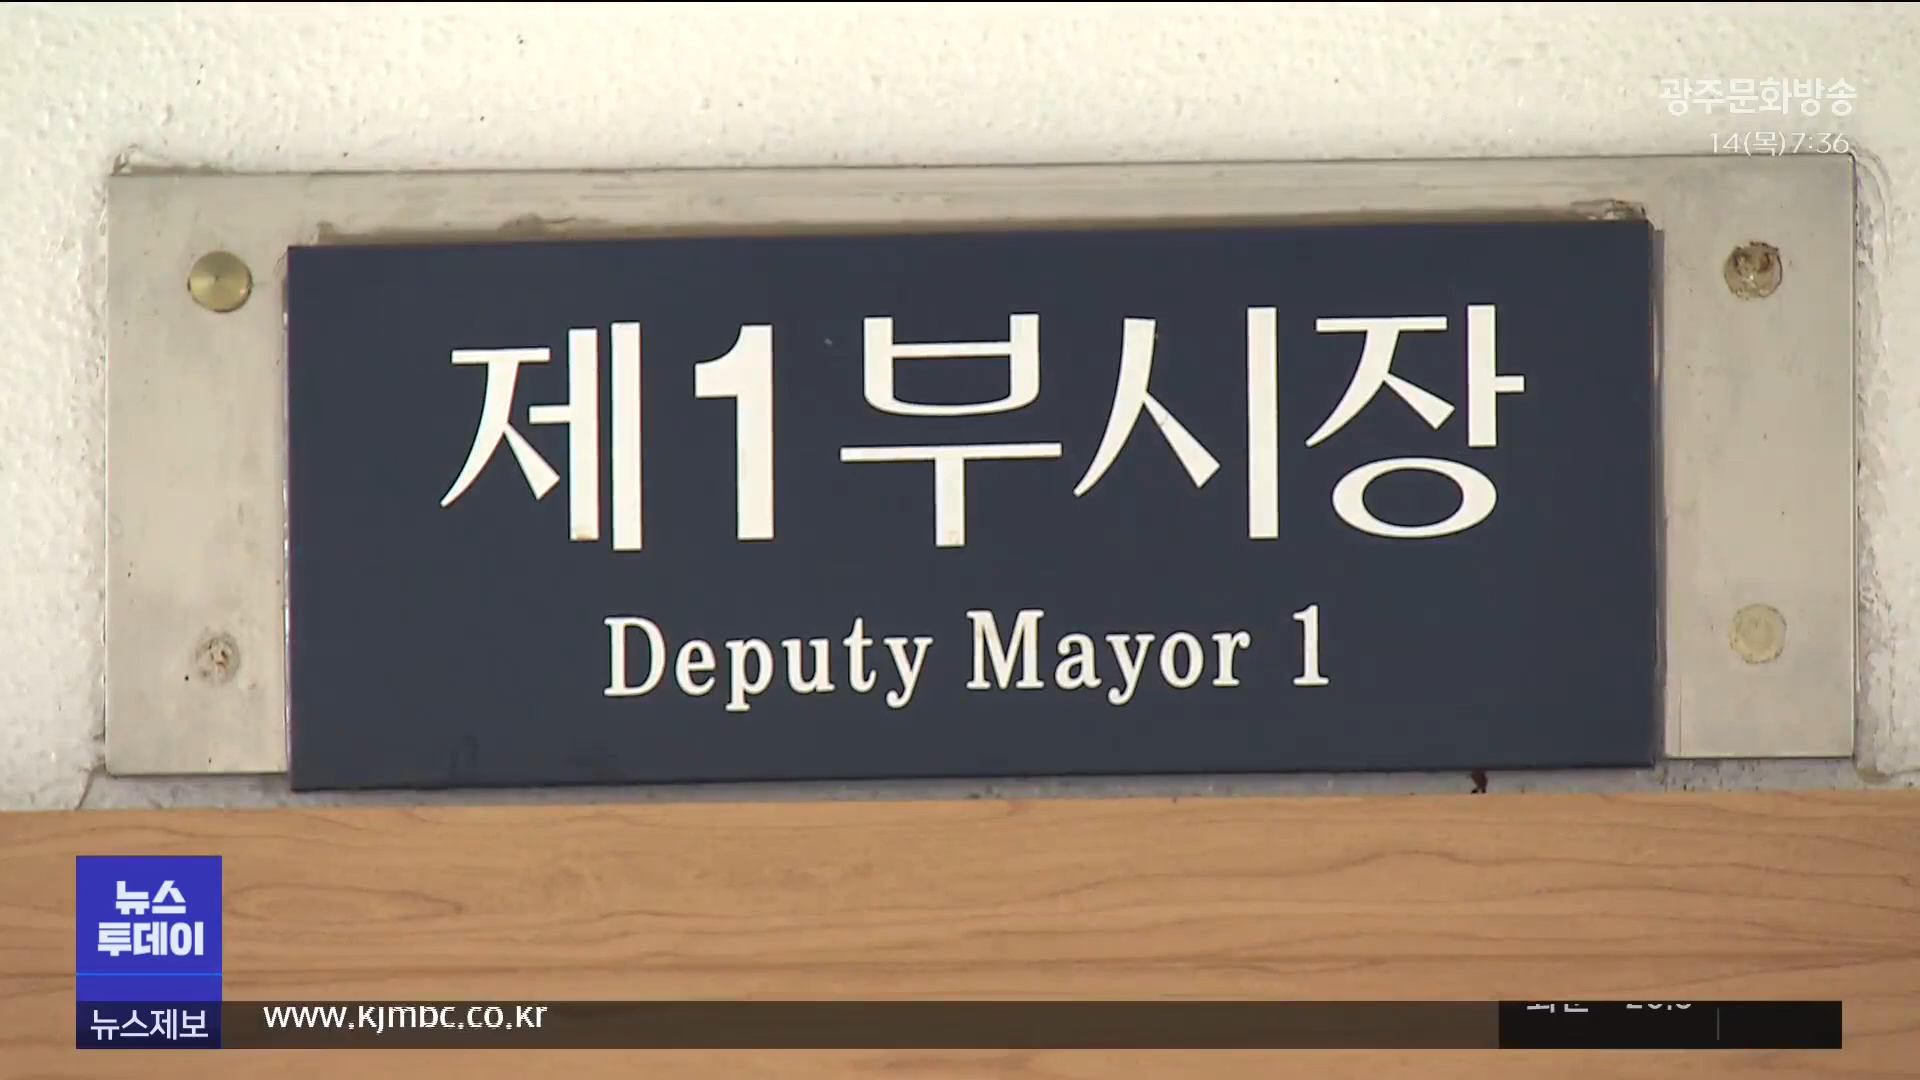 광주문화방송
14(목)7:36
제1부시장
Deputy Mayor 1
뉴스
투데이
뉴스제보
www.kjmbc.co.kr